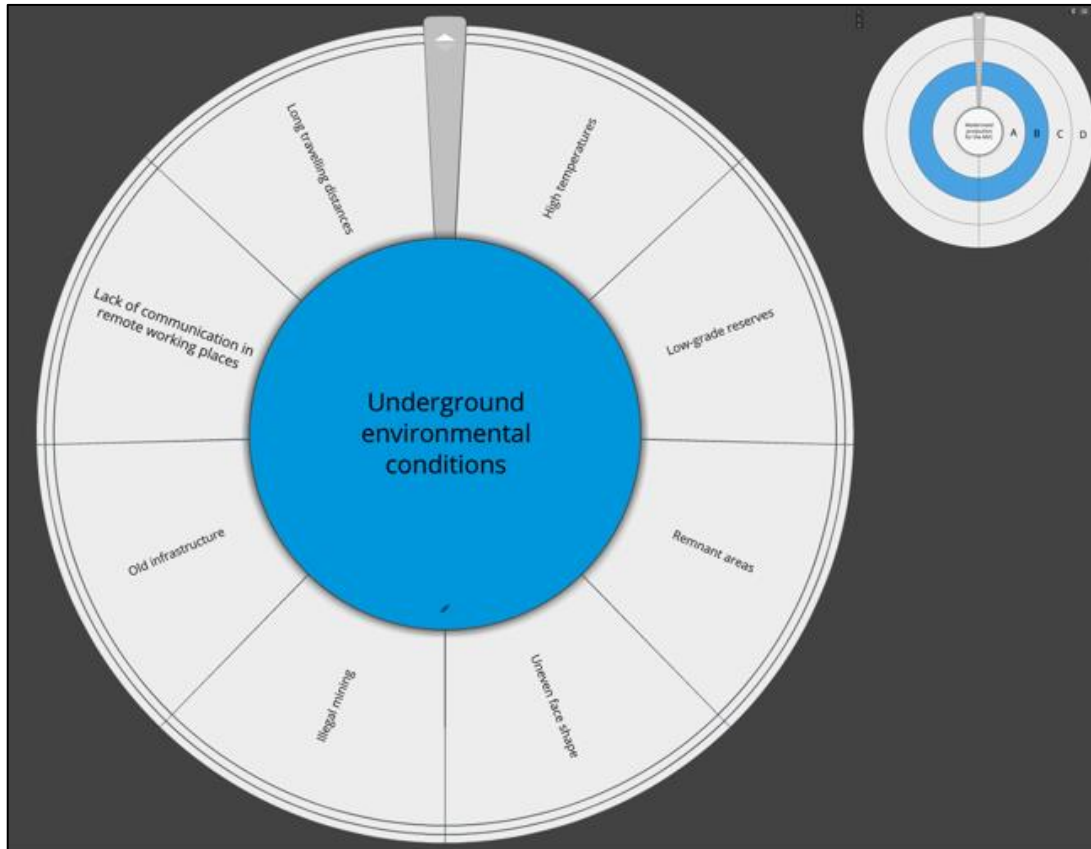 Underground
environmental
conditions
High temperatures
Low-grade reserves
Remnant areas
Uneven face shape
Illegal mining
Old infrastructure
Lack of communication in
remote working places
Long travelling distances
A
B
C
D